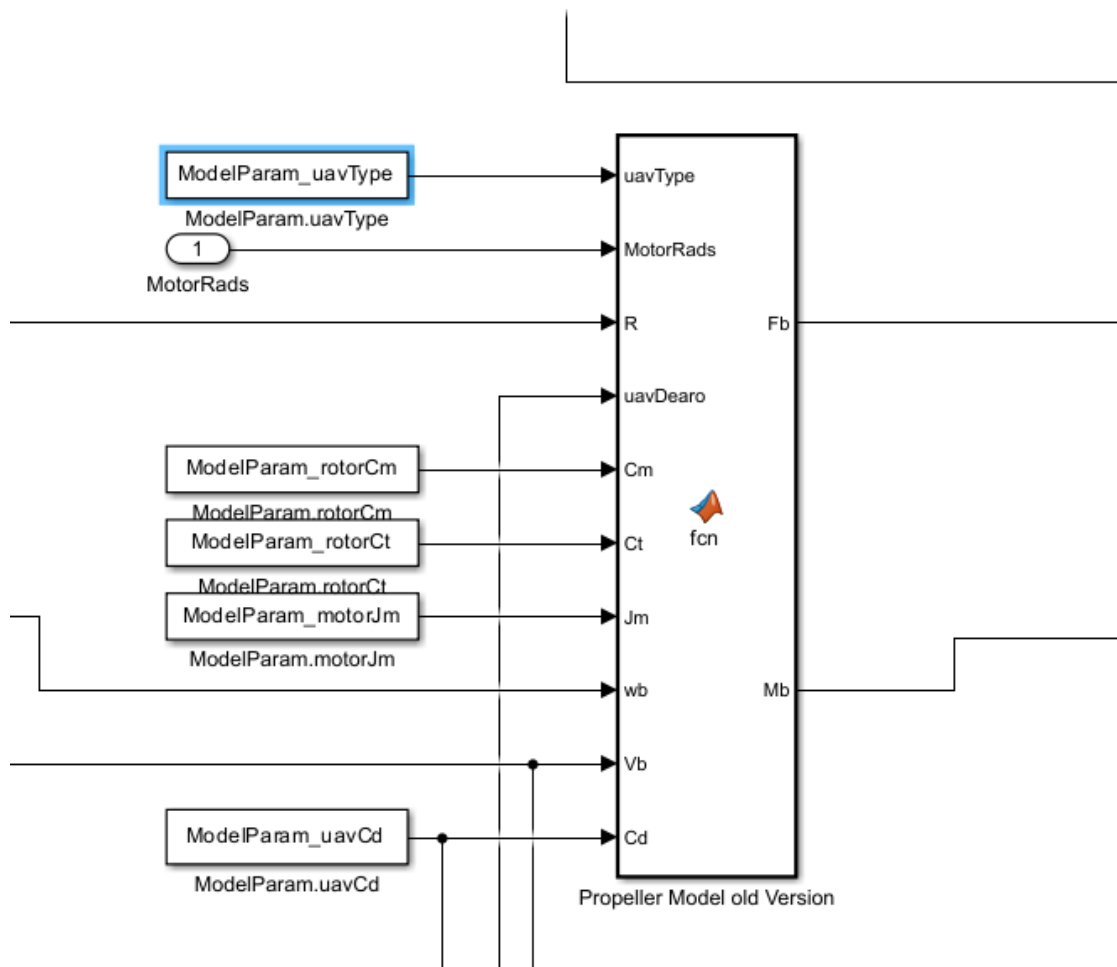 ModelParam_uavType
ModelParam.uavType
1
MotorRads
ModelParam_rotorCm
ModelParam.rotorCm
ModelParam_rotorCt
ModelParam.rotorCt
ModelParam_motorJm
ModelParam.motorJm
ModelParam_uavCd
ModelParam.uavCd
uavType
MotorRads
R
uavDearo
Cm
Ct
Jm
wb
Vb
Cd
fcn
Fb
Mb
Propeller Model old Version